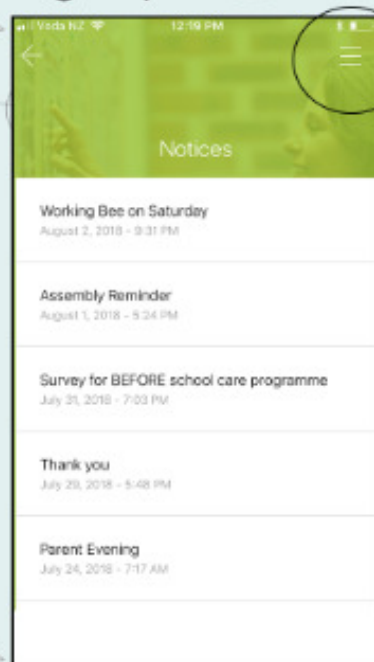 Voda NZ 12:19 PM
Notices
Working Bee on Saturday
August 2, 2018 - 9:31 PM
Assembly Reminder
August 1, 2018 - 5:24 PM
Survey for BEFORE school care programme
July 31, 2018 - 7:03 PM
Thank you
July 29, 2018 - 5:48 PM
Parent Evening
July 24, 2018 - 7:17 AM